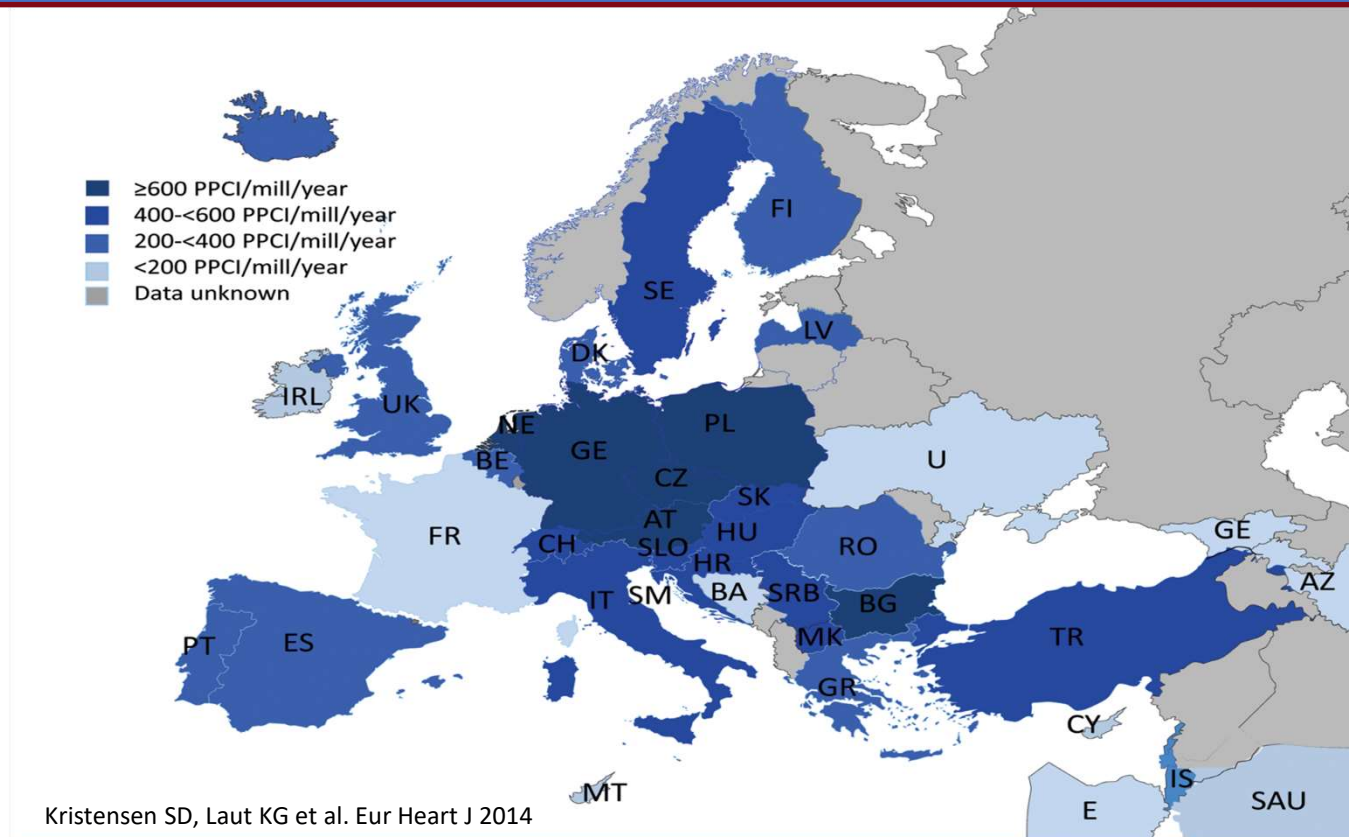 ≥600 PPCI/mill/year
400-<600 PPCI/mill/year
200-<400 PPCI/mill/year
<200 PPCI/mill/year
Data unknown
FI
SE
LV
DK
IRL
UK
NE
PL
GE
BE
U
CZ
SK
AT
HU
FR
CH
SLO
RO
GE
HR
BA
AZ
IT
SM
SRB
BG
MK
TR
PT
ES
GR
CY
IS
MT
E
SAU
Kristensen SD, Laut KG et al. Eur Heart J 2014